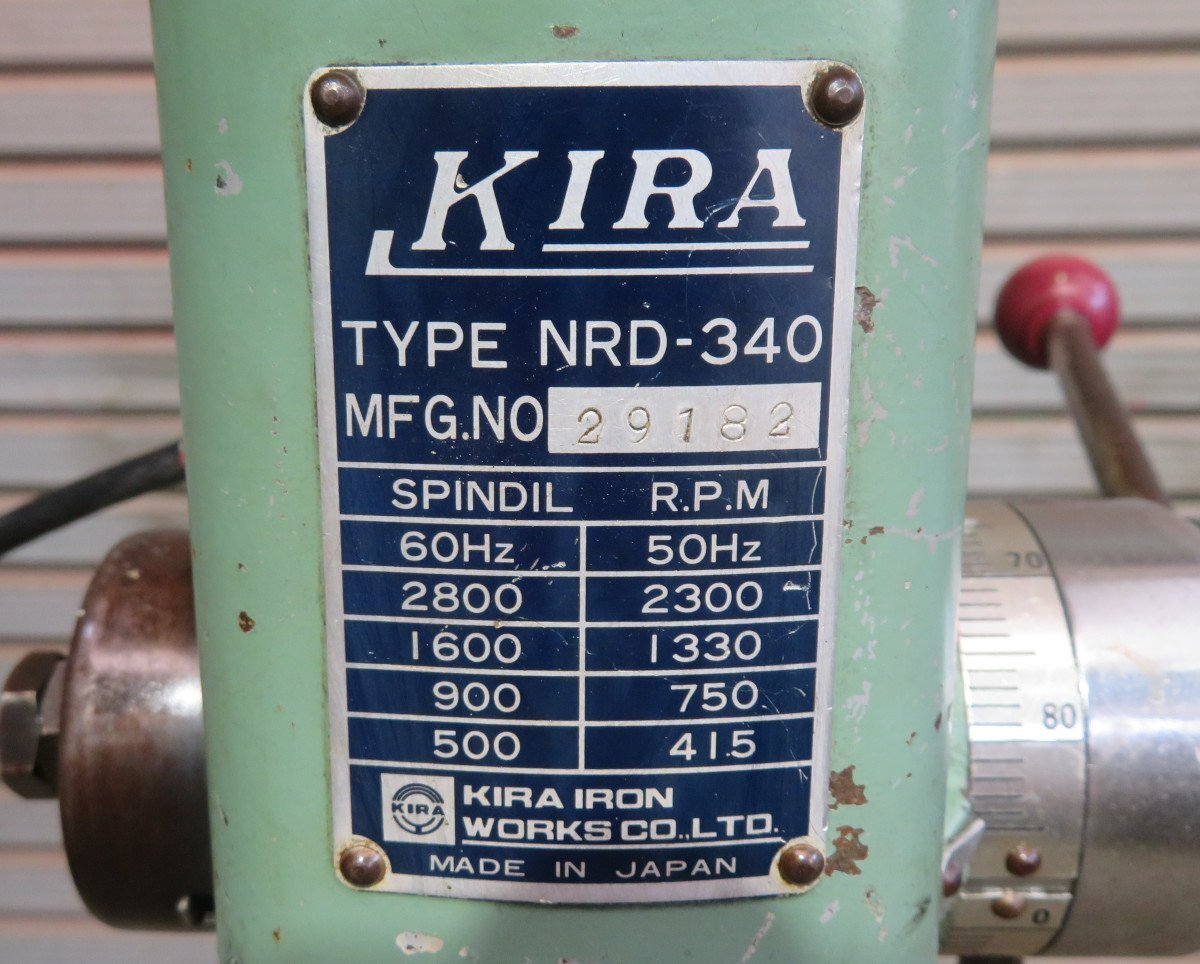 KIRA
TYPE NRD-340
MFG.NO 29182
SPINDIL R.P.M
60Hz 50Hz
2800 2300
1600 1330
900 750
500 415
KIRA
KIRA IRON
WORKS CO.,LTD.
MADE IN JAPAN
70
80
0